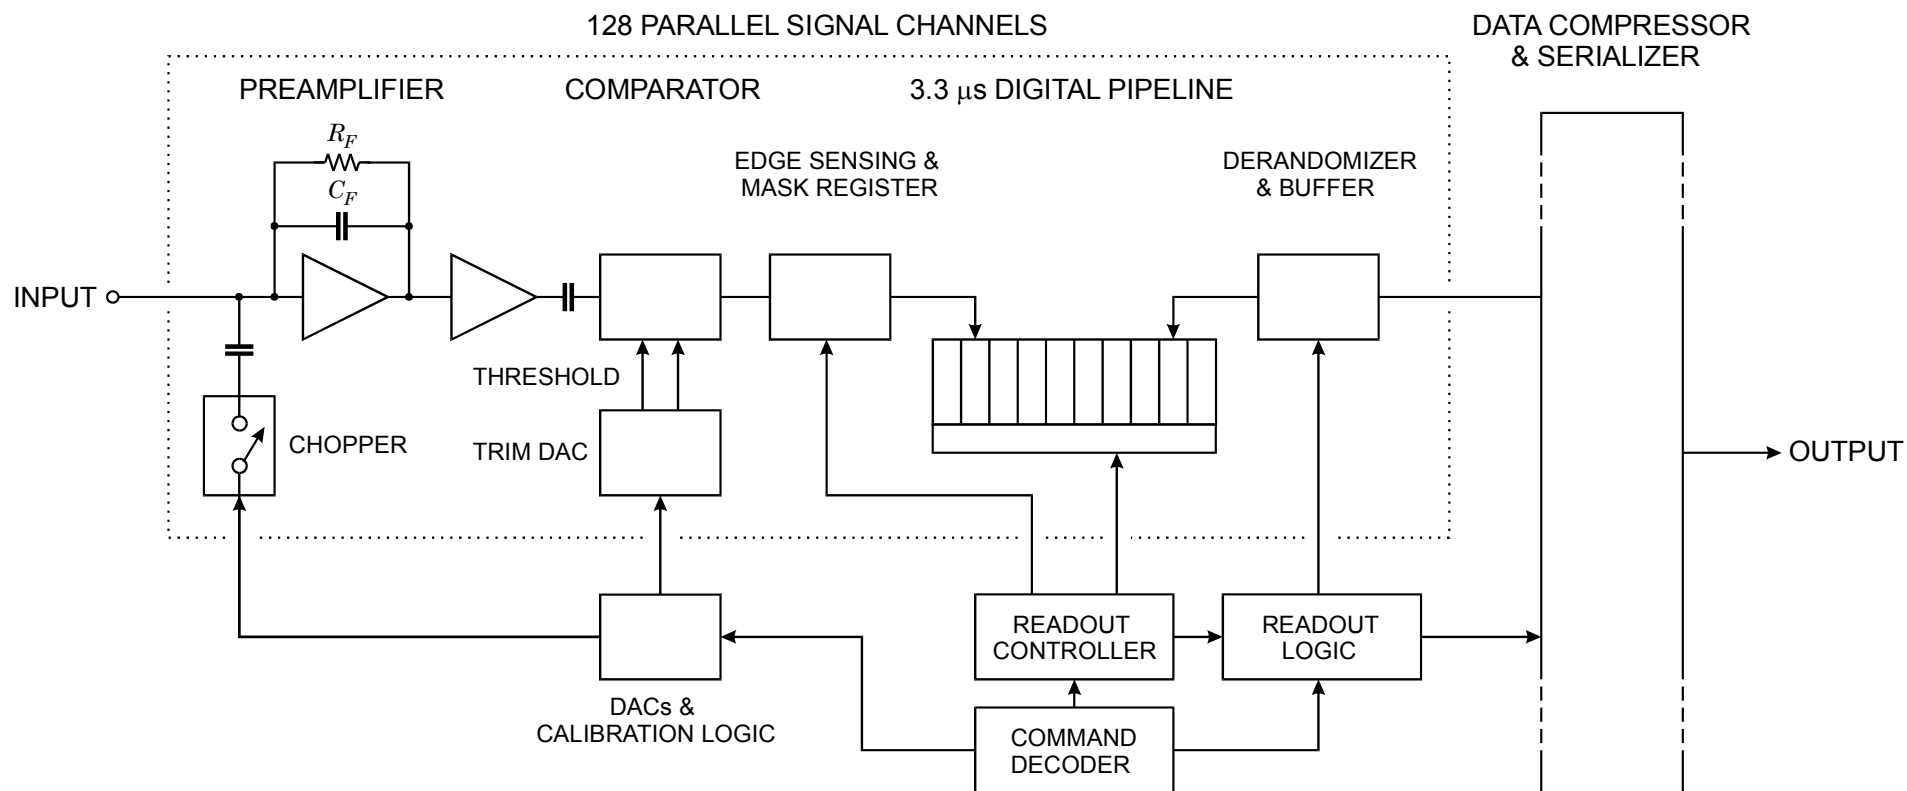 128 PARALLEL SIGNAL CHANNELS
DATA COMPRESSOR
& SERIALIZER
PREAMPLIFIER
COMPARATOR
3.3 μs DIGITAL PIPELINE
R_F
C_F
EDGE SENSING &
MASK REGISTER
DERANDOMIZER
& BUFFER
INPUT
THRESHOLD
CHOPPER
TRIM DAC
OUTPUT
READOUT
CONTROLLER
READOUT
LOGIC
DACs &
CALIBRATION LOGIC
COMMAND
DECODER